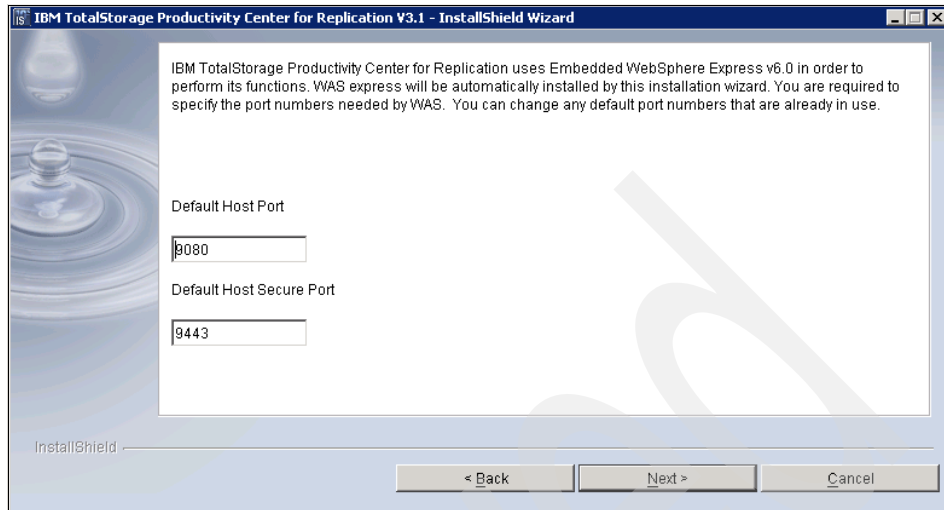 IBM TotalStorage Productivity Center for Replication V3.1 - InstallShield Wizard
IBM TotalStorage Productivity Center for Replication uses Embedded WebSphere Express v6.0 in order to
perform its functions. WAS express will be automatically installed by this installation wizard. You are required to
specify the port numbers needed by WAS. You can change any default port numbers that are already in use.
Default Host Port
9080
Default Host Secure Port
9443
InstallShield
< Back
Next >
Cancel